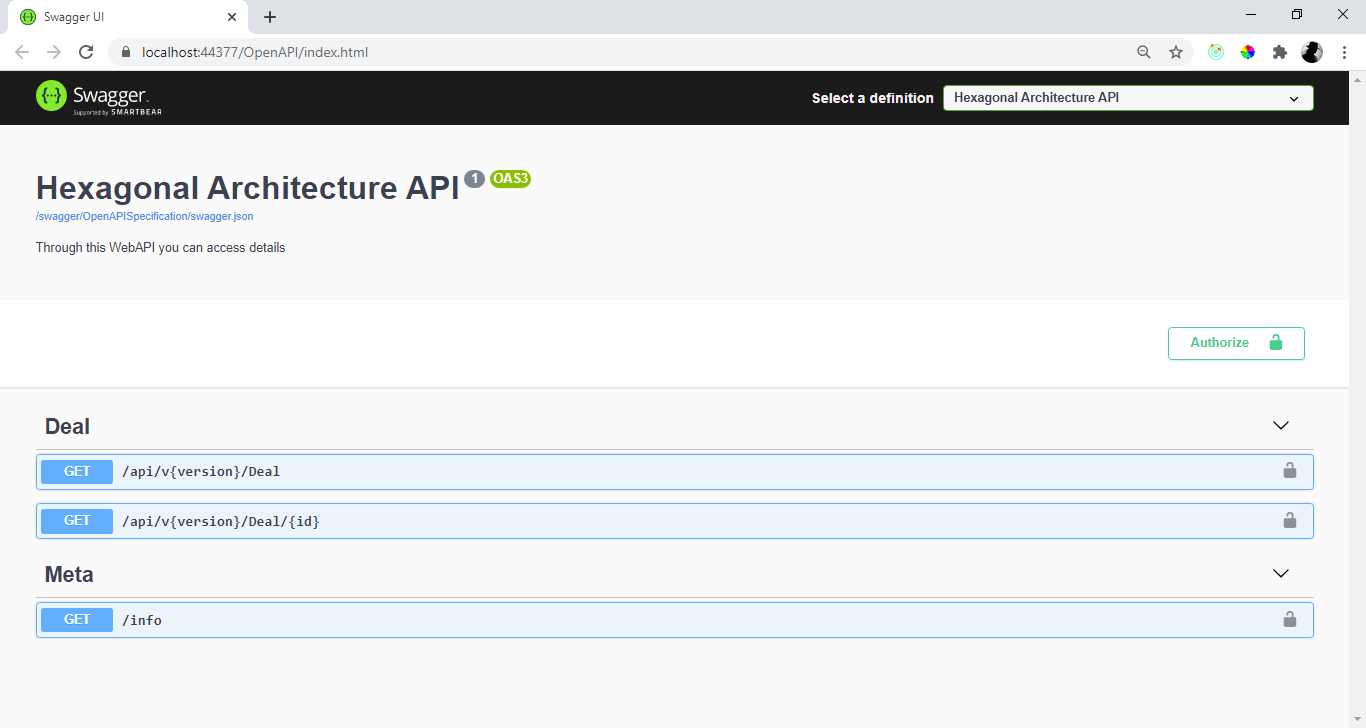 Swagger UI
localhost:44377/OpenAPI/index.html
Swagger
Supported by SMARTBEAR
Select a definition
Hexagonal Architecture API
Hexagonal Architecture API 1 OAS3
/swagger/OpenAPISpecification/swagger.json
Through this WebAPI you can access details
Authorize
Deal
GET /api/v{version}/Deal
GET /api/v{version}/Deal/{id}
Meta
GET /info